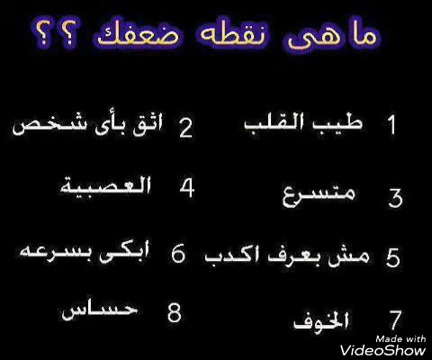 ما هى نقطه ضعفك ؟؟
1 طيب القلب
2 اثق بأى شخص
3 متسرع
4 العصبية
5 مش بعرف اكدب
6 ابكى بسرعه
7 الخوف
8 حساس
Made with
VideoShow